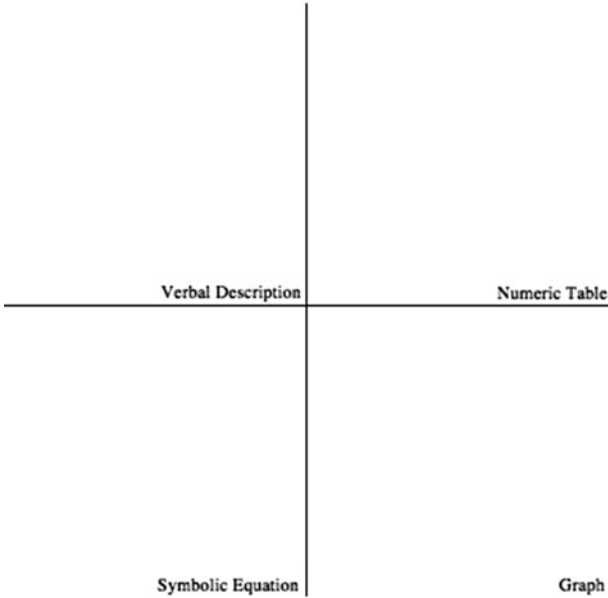 Verbal Description
Numeric Table
Symbolic Equation
Graph